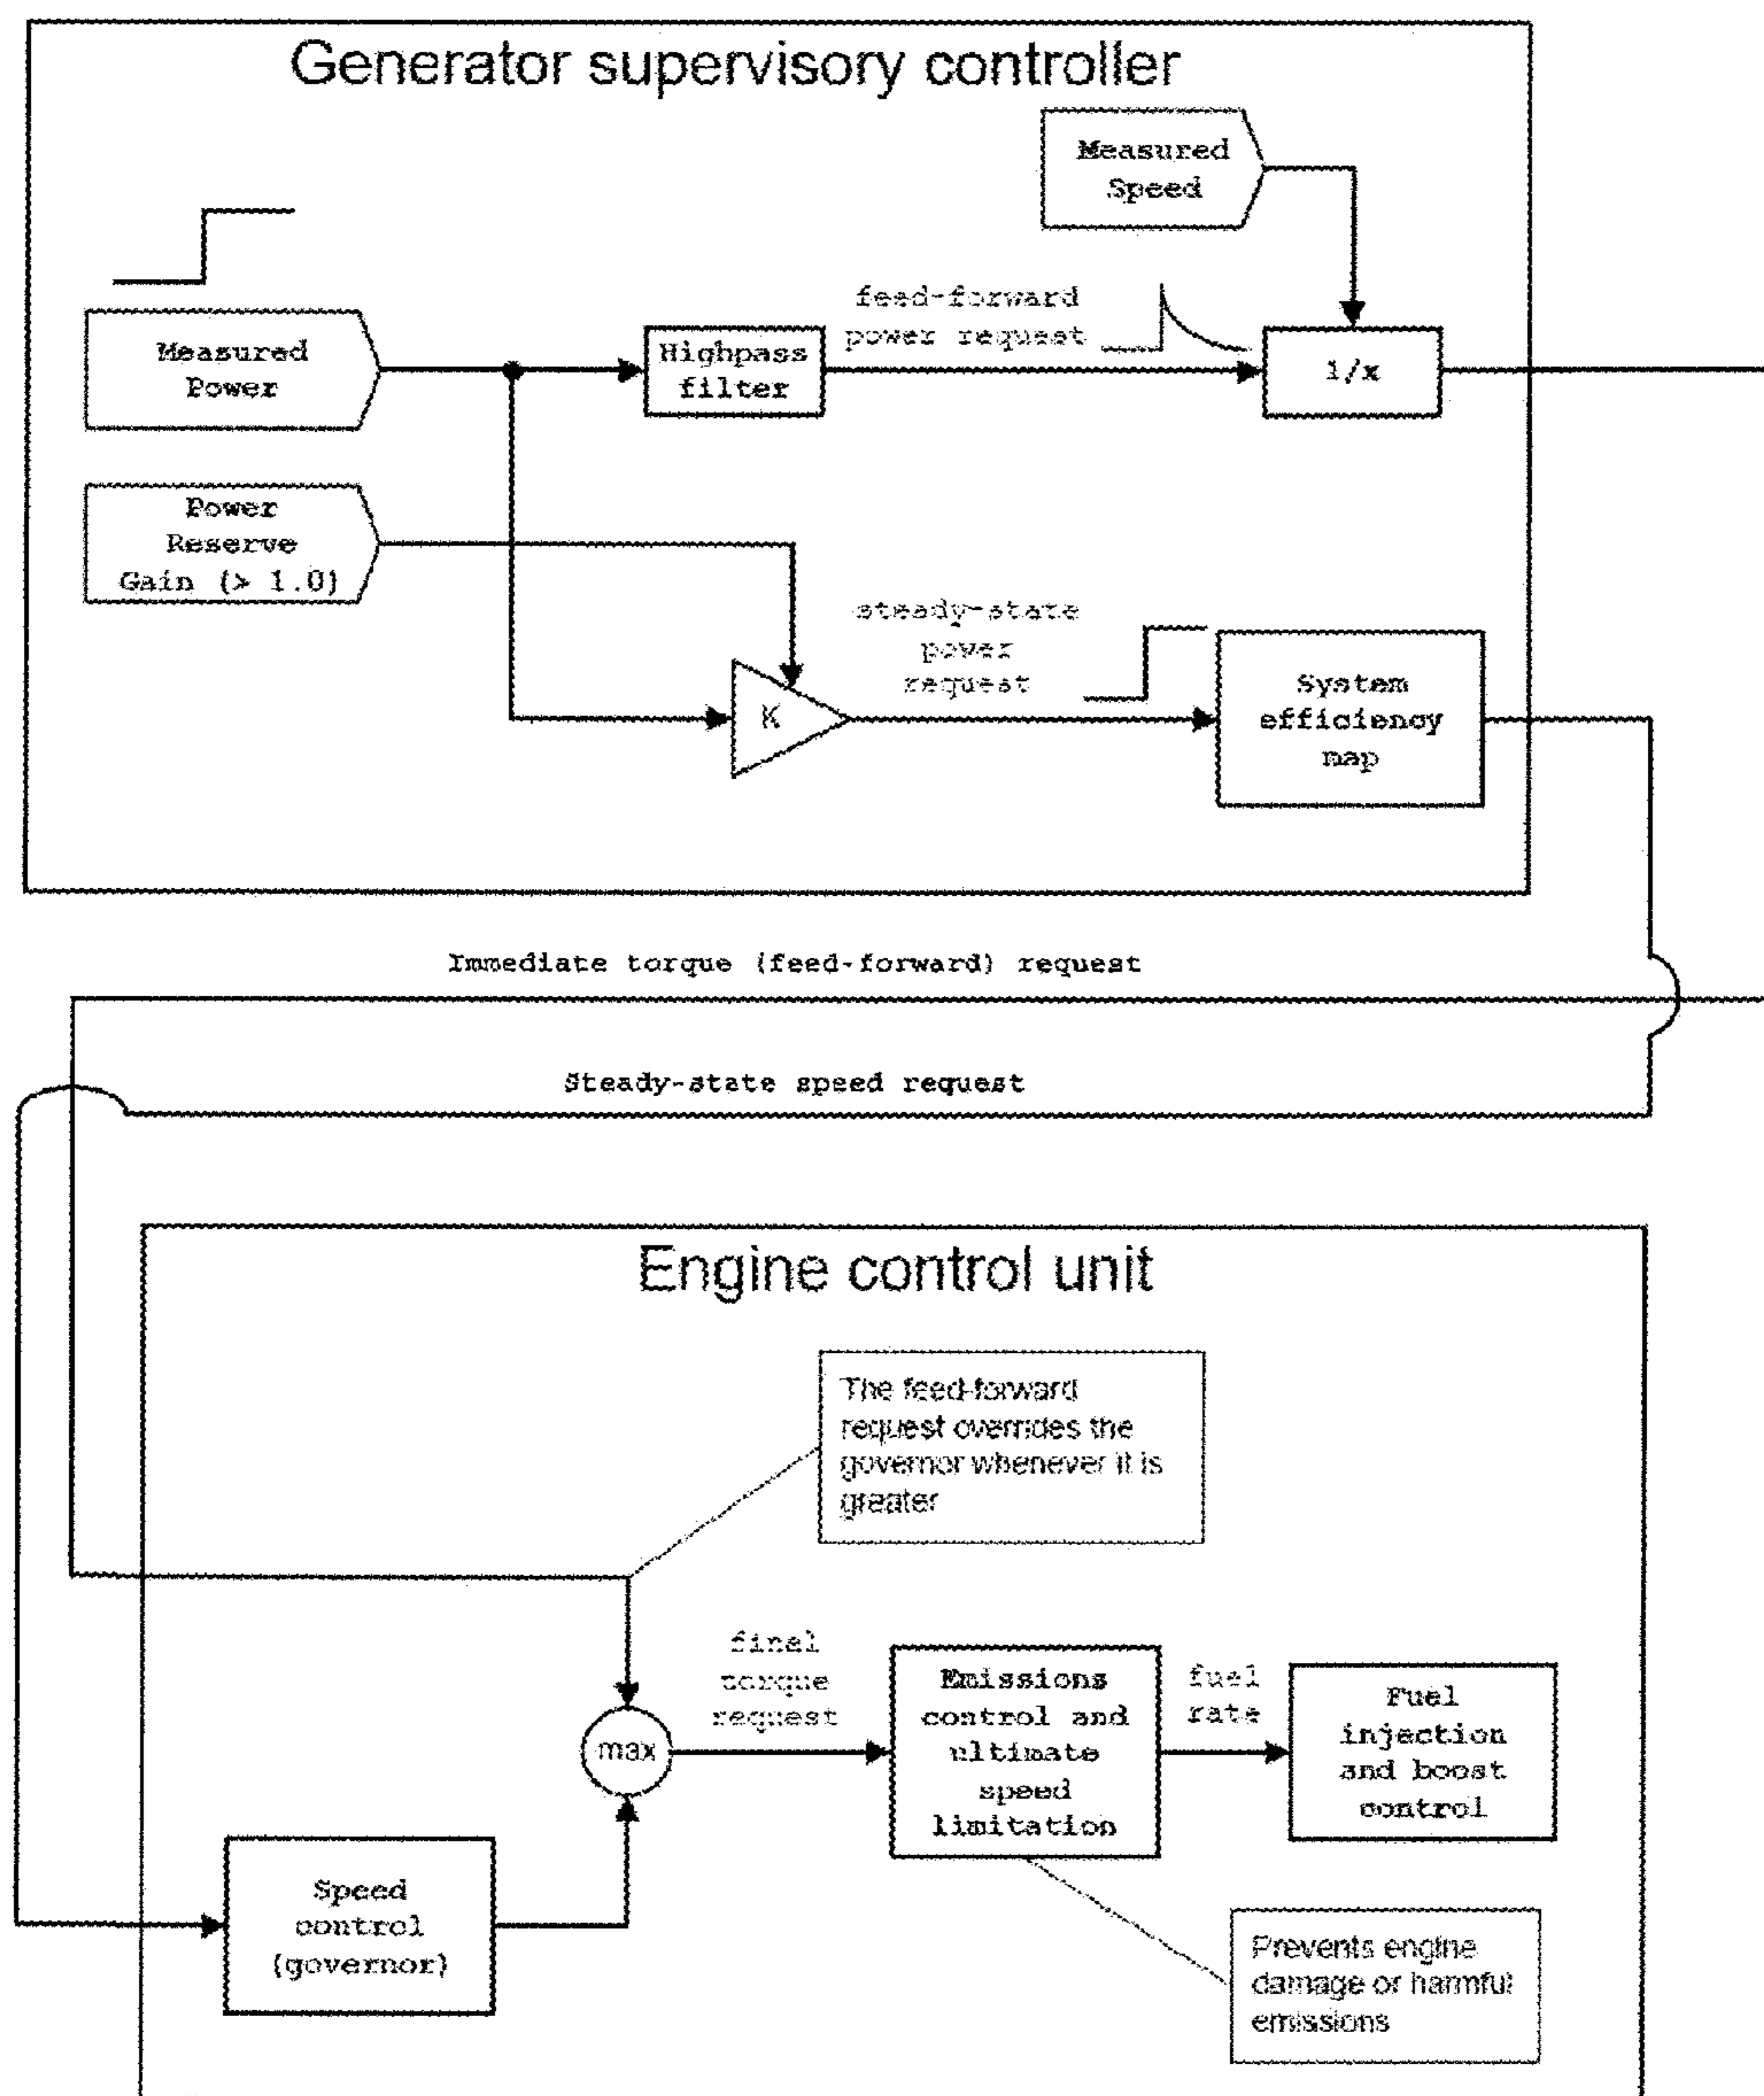 Generator supervisory controller
Measured
Speed
feed-forward
power request
Measured
Power
Highpass
filter
1/x
Power
Reserve
Gain (> 1.0)
steady-state
power
request
K
System
efficiency
map
Immediate torque (feed-forward) request
Steady-state speed request
Engine control unit
The feed-forward
request overrides the
governor whenever it is
greater
final
torque
request
max
Emissions
control and
ultimate
speed
limitation
fuel
rate
Fuel
injection
and boost
control
Speed
control
(governor)
Prevents engine
damage or harmful
emissions